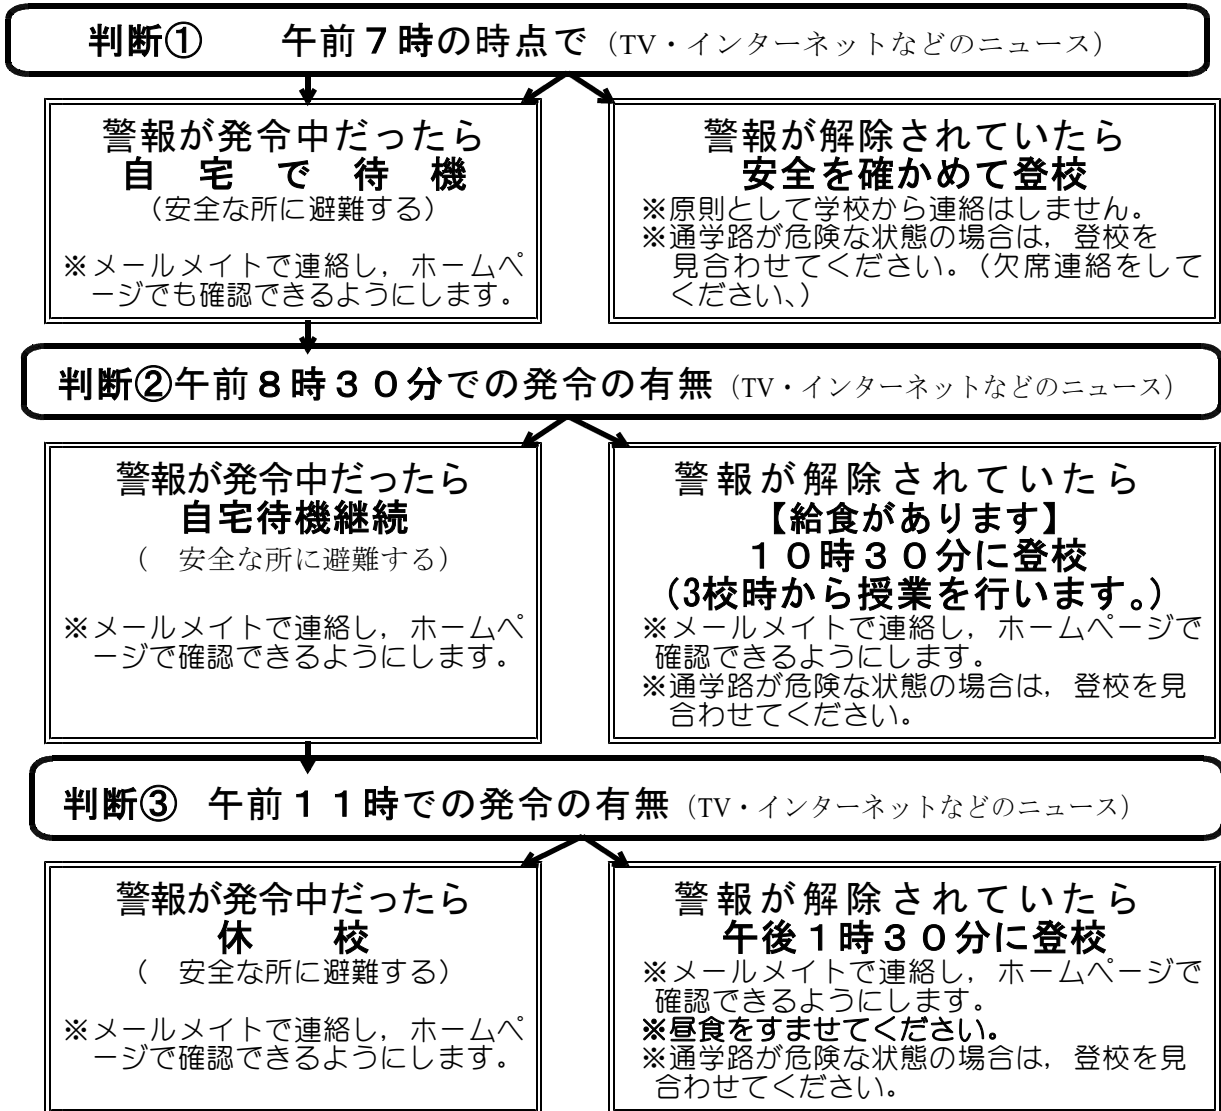 判断① 午前７時の時点で（TV・インターネットなどのニュース）
警報が発令中だったら
自　宅　で　待　機
（安全な所に避難する）
※メールメイトで連絡し，ホームペ
ージでも確認できるようにします。
警報が解除されていたら
安全を確かめて登校
※原則として学校から連絡はしません。
※通学路が危険な状態の場合は，登校を
見合わせてください。（欠席連絡をして
ください、）
判断②午前８時３０分での発令の有無（TV・インターネットなどのニュース）
警報が発令中だったら
自宅待機継続
（　安全な所に避難する）
※メールメイトで連絡し，ホームペ
ージで確認できるようにします。
警報が解除されていたら
【給食があります】
１０時３０分に登校
（3校時から授業を行います。）
※メールメイトで連絡し，ホームページで
確認できるようにします。
※通学路が危険な状態の場合は，登校を見
合わせてください。
判断③　午前１１時での発令の有無（TV・インターネットなどのニュース）
警報が発令中だったら
休　　校
（　安全な所に避難する）
※メールメイトで連絡し，ホームペ
ージで確認できるようにします。
警報が解除されていたら
午後１時３０分に登校
※メールメイトで連絡し，ホームページで
確認できるようにします。
※昼食をすませてください。
※通学路が危険な状態の場合は，登校を見
合わせてください。